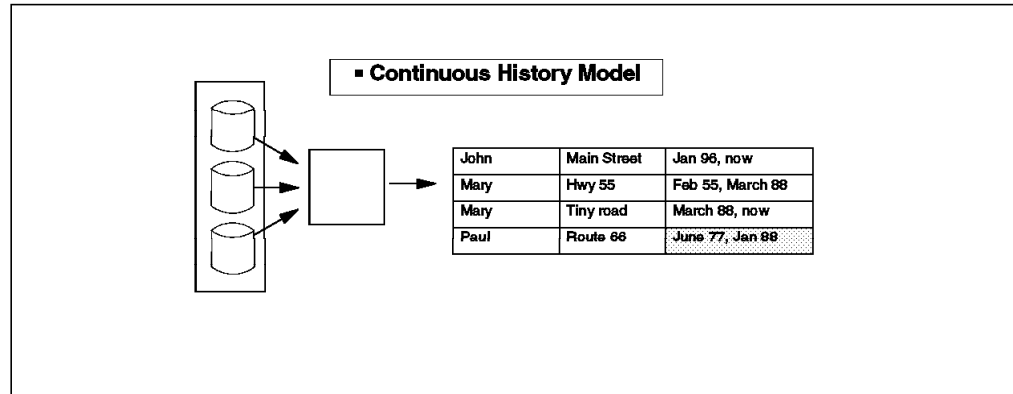 ▪ Continuous History Model
John Main Street Jan 96, now
Mary Hwy 55 Feb 55, March 88
Mary Tiny road March 88, now
Paul Route 66 June 77, Jan 88